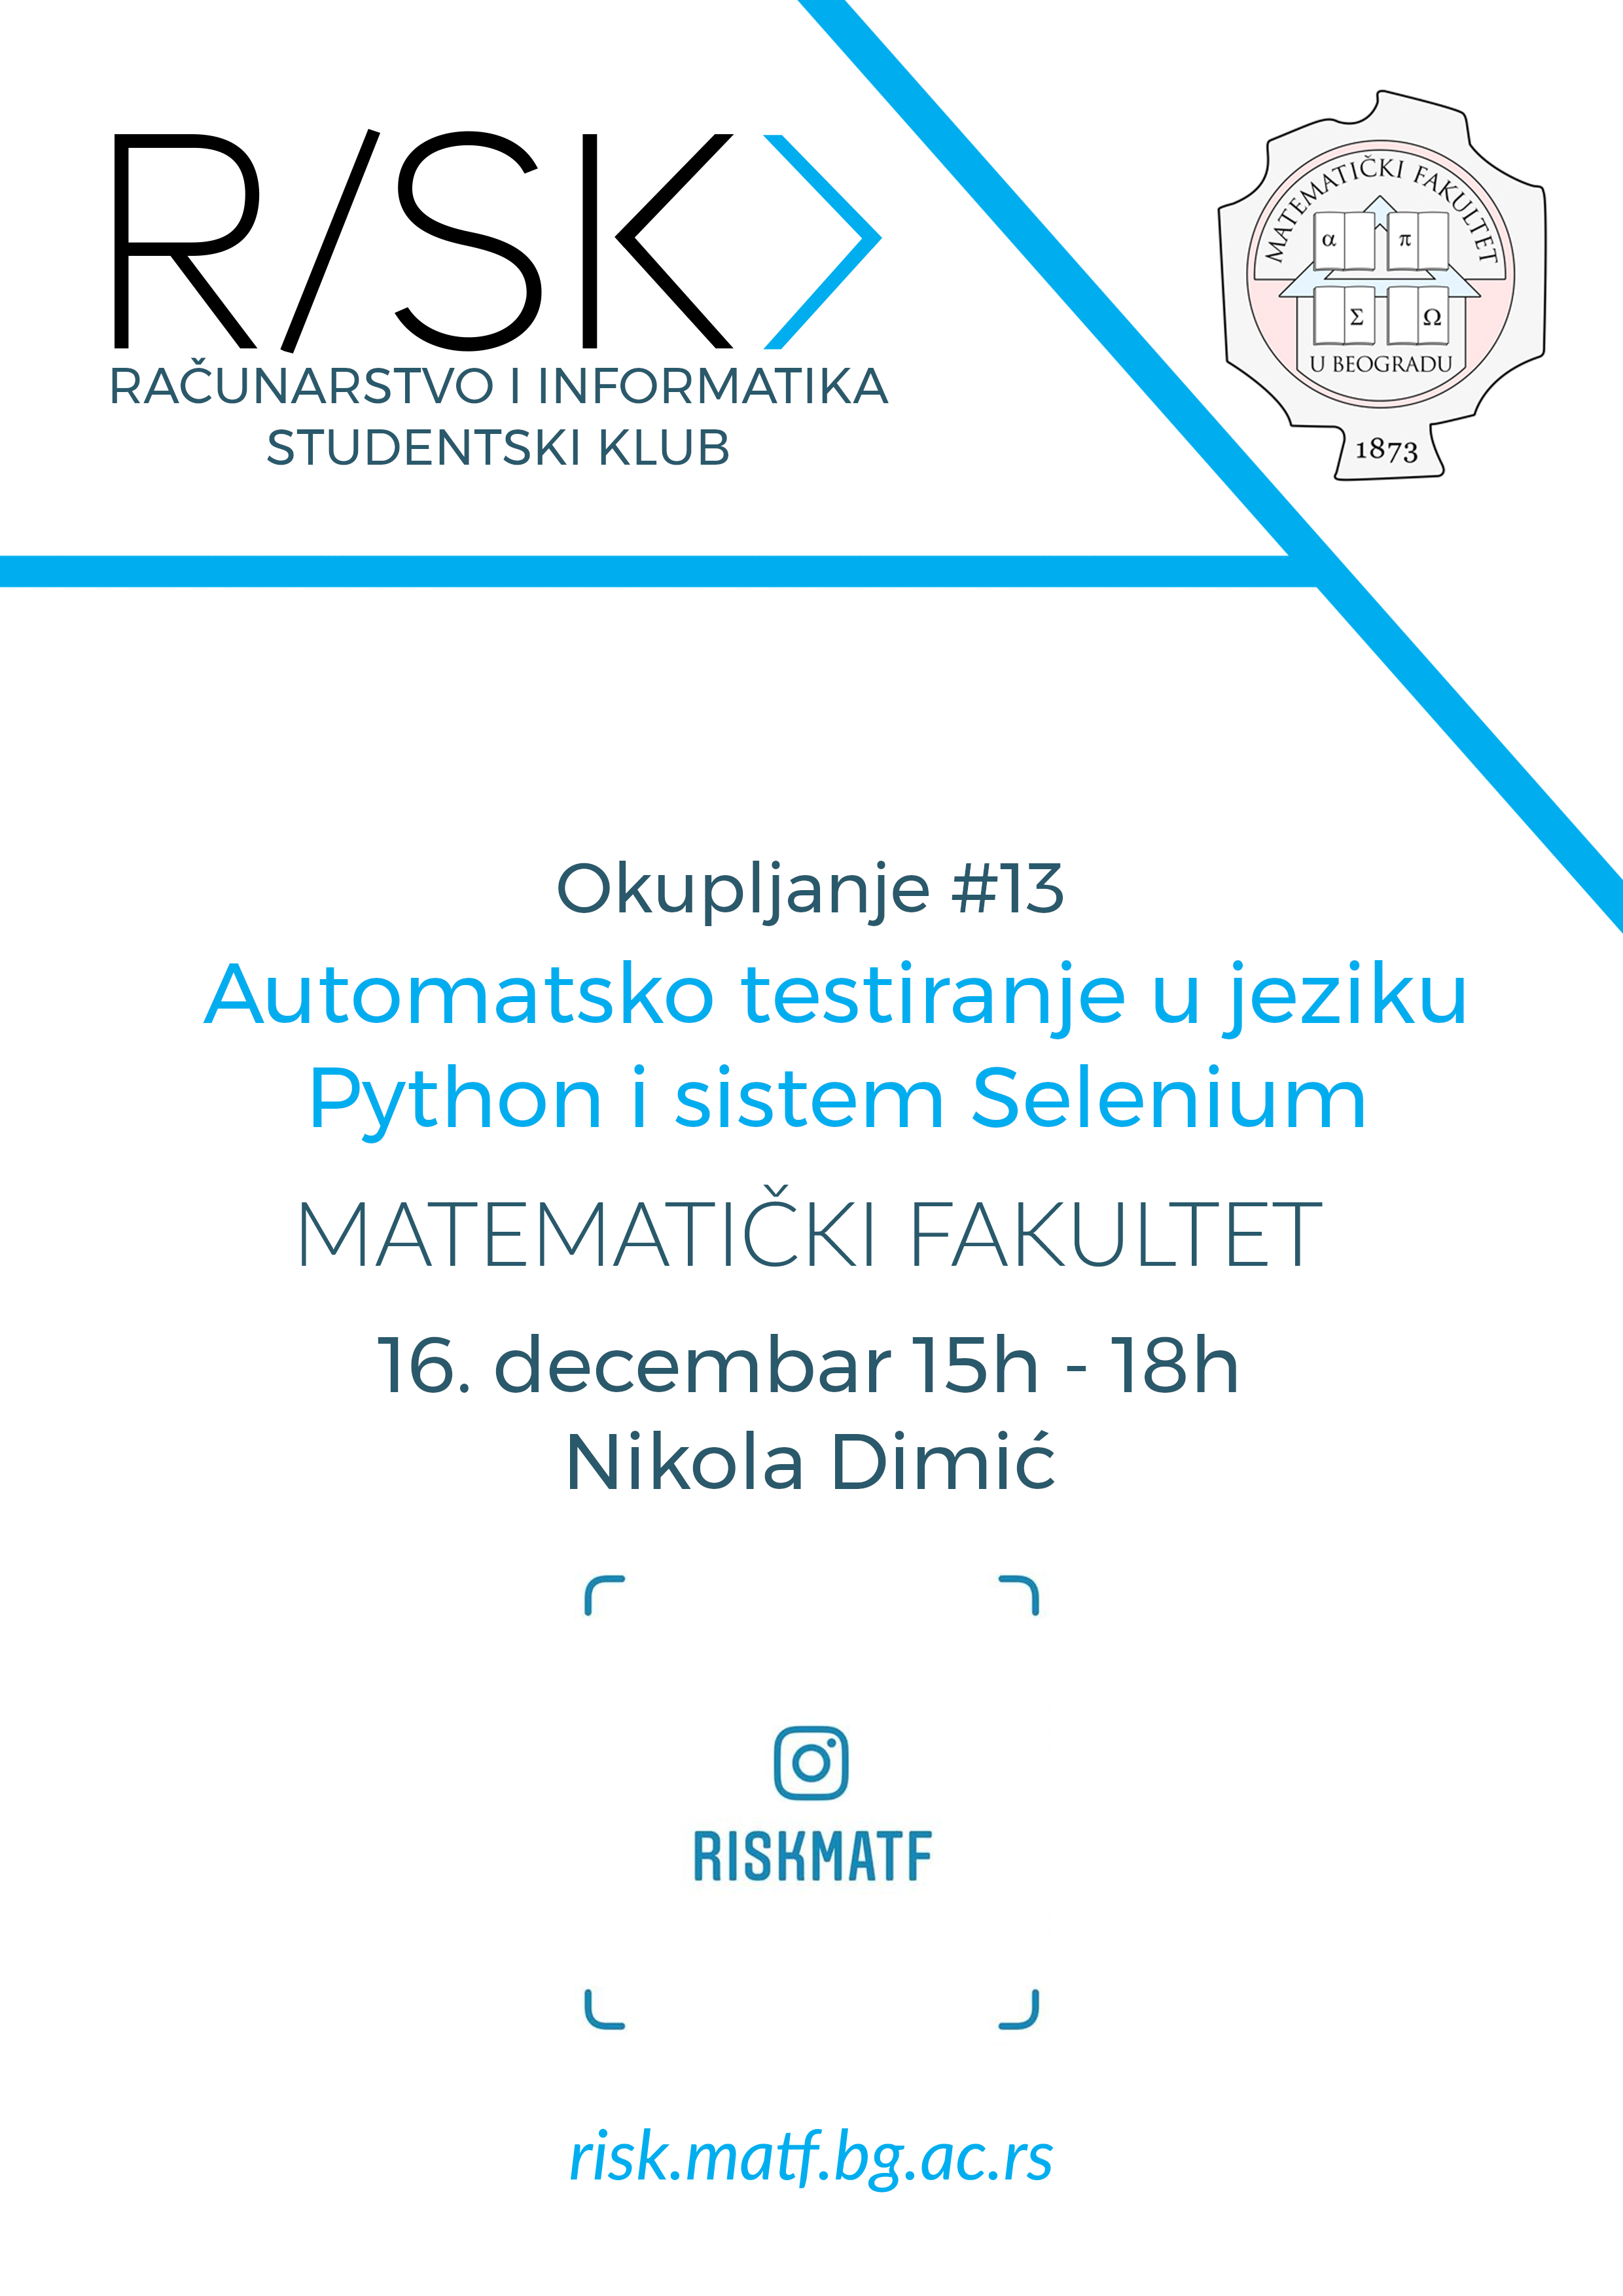 R/SK>
RAČUNARSTVO I INFORMATIKA
STUDENTSKI KLUB
MATEMATIČKI FAKULTET
α π
Σ Ω
U BEOGRADU
1873
Okupljanje #13
Automatsko testiranje u jeziku
Python i sistem Selenium
MATEMATIČKI FAKULTET
16. decembar 15h - 18h
Nikola Dimić
RISKMATF
risk.matf.bg.ac.rs